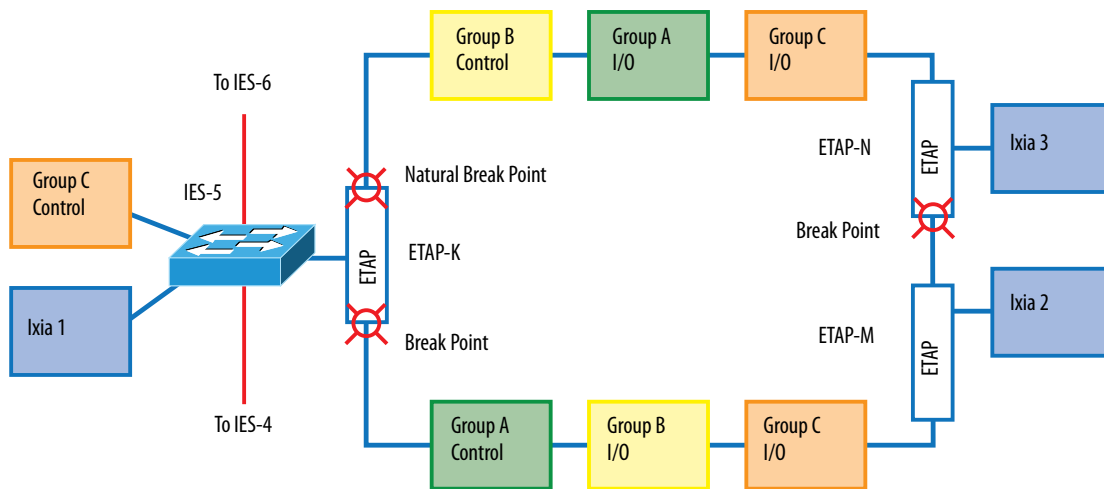 Group B
Control
Group A
I/O
Group C
I/O
To IES-6
ETAP-N
ETAP
Ixia 3
Group C
Control
IES-5
Natural Break Point
ETAP
ETAP-K
Break Point
Ixia 1
Break Point
ETAP-M
ETAP
Ixia 2
To IES-4
Group A
Control
Group B
I/O
Group C
I/O